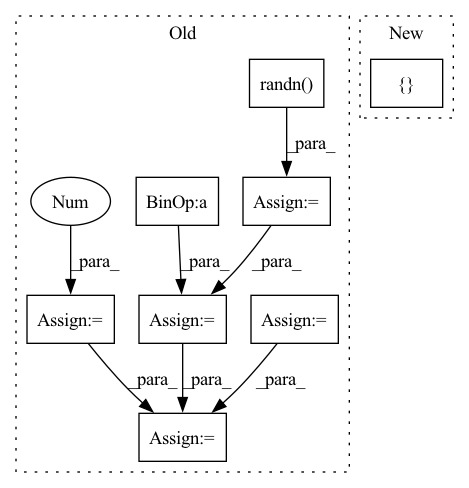 Old
New
randn()
{}
_para_
Num
BinOp:a
Assign:=
_para_
_para_
_para_
Assign:=
Assign:=
Assign:=
_para_
_para_
_para_
Assign:=